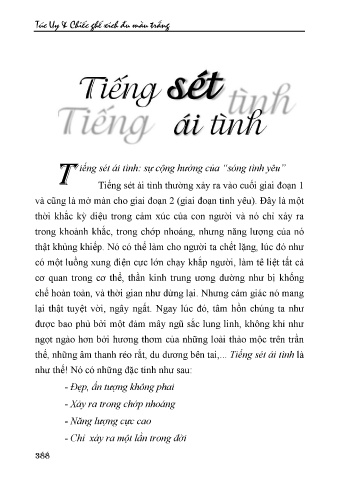 Túc Uy & Chiếc ghế xích đu màu trắng
Tiếng sét tình
Tiếng ái tình
Tiếng sét ái tình: sự cộng hưởng của “sóng tình yêu”
Tiếng sét ái tình thường xảy ra vào cuối giai đoạn 1
và cũng là mở màn cho giai đoạn 2 (giai đoạn tình yêu). Đây là một
thời khắc kỳ diệu trong cảm xúc của con người và nó chỉ xảy ra
trong khoảnh khắc, trong chớp nhoáng, nhưng năng lượng của nó
thật khủng khiếp. Nó có thể làm cho người ta chết lặng, lúc đó như
có một luồng xung điện cực lớn chạy khắp người, làm tê liệt tất cả
cơ quan trong cơ thể, thần kinh trung ương dường như bị khống
chế hoàn toàn, và thời gian như dừng lại. Nhưng cảm giác nó mang
lại thật tuyệt vời, ngây ngất. Ngay lúc đó, tâm hồn chúng ta như
được bao phủ bởi một đám mây ngũ sắc lung linh, không khí như
ngọt ngào hơn bởi hương thơm của những loài thảo mộc trên trần
thế, những âm thanh réo rắt, du dương bên tai,... Tiếng sét ái tình là
như thế! Nó có những đặc tính như sau:
- Đẹp, ấn tượng không phai
- Xảy ra trong chớp nhoáng
- Năng lượng cực cao
- Chỉ xảy ra một lần trong đời
388